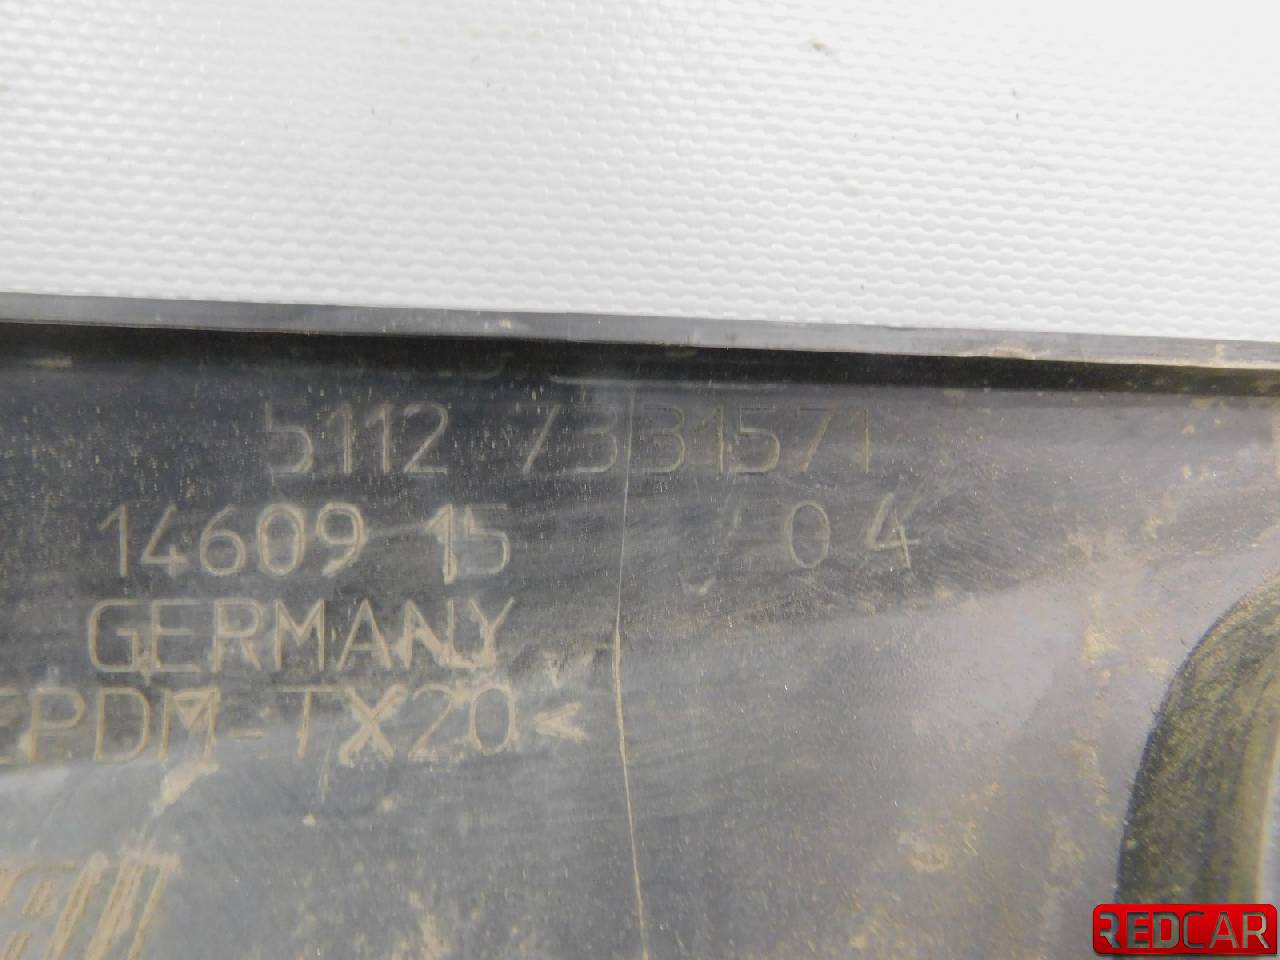 5112 7331571
14609 15 04
GERMANY
EPDM-TX20<
REDCAR